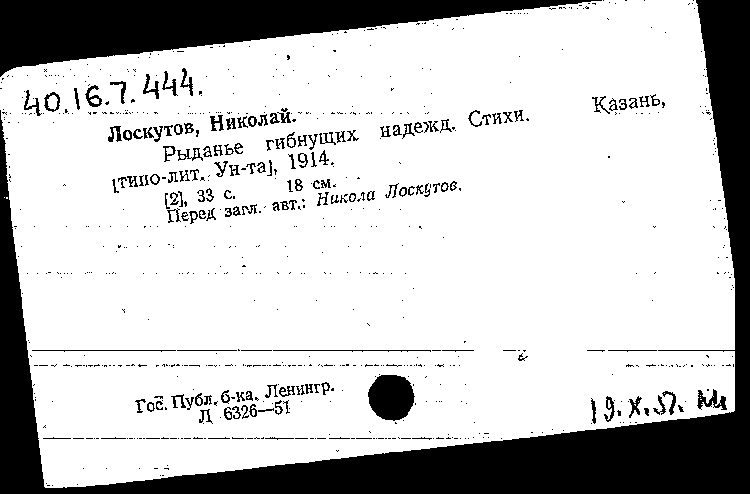 40.16.7.444.
Лоскутов, Николай.
Рыданье гибнущих надежд. Стихи. Казань,
[типо-лит. Ун-та], 1914.
[2], 33 с. 18 см.
Перед загл. авт.: Никола Лоскутов.
Гос. Публ. б-ка. Ленингр.
Л 6326—51
19.X.51.